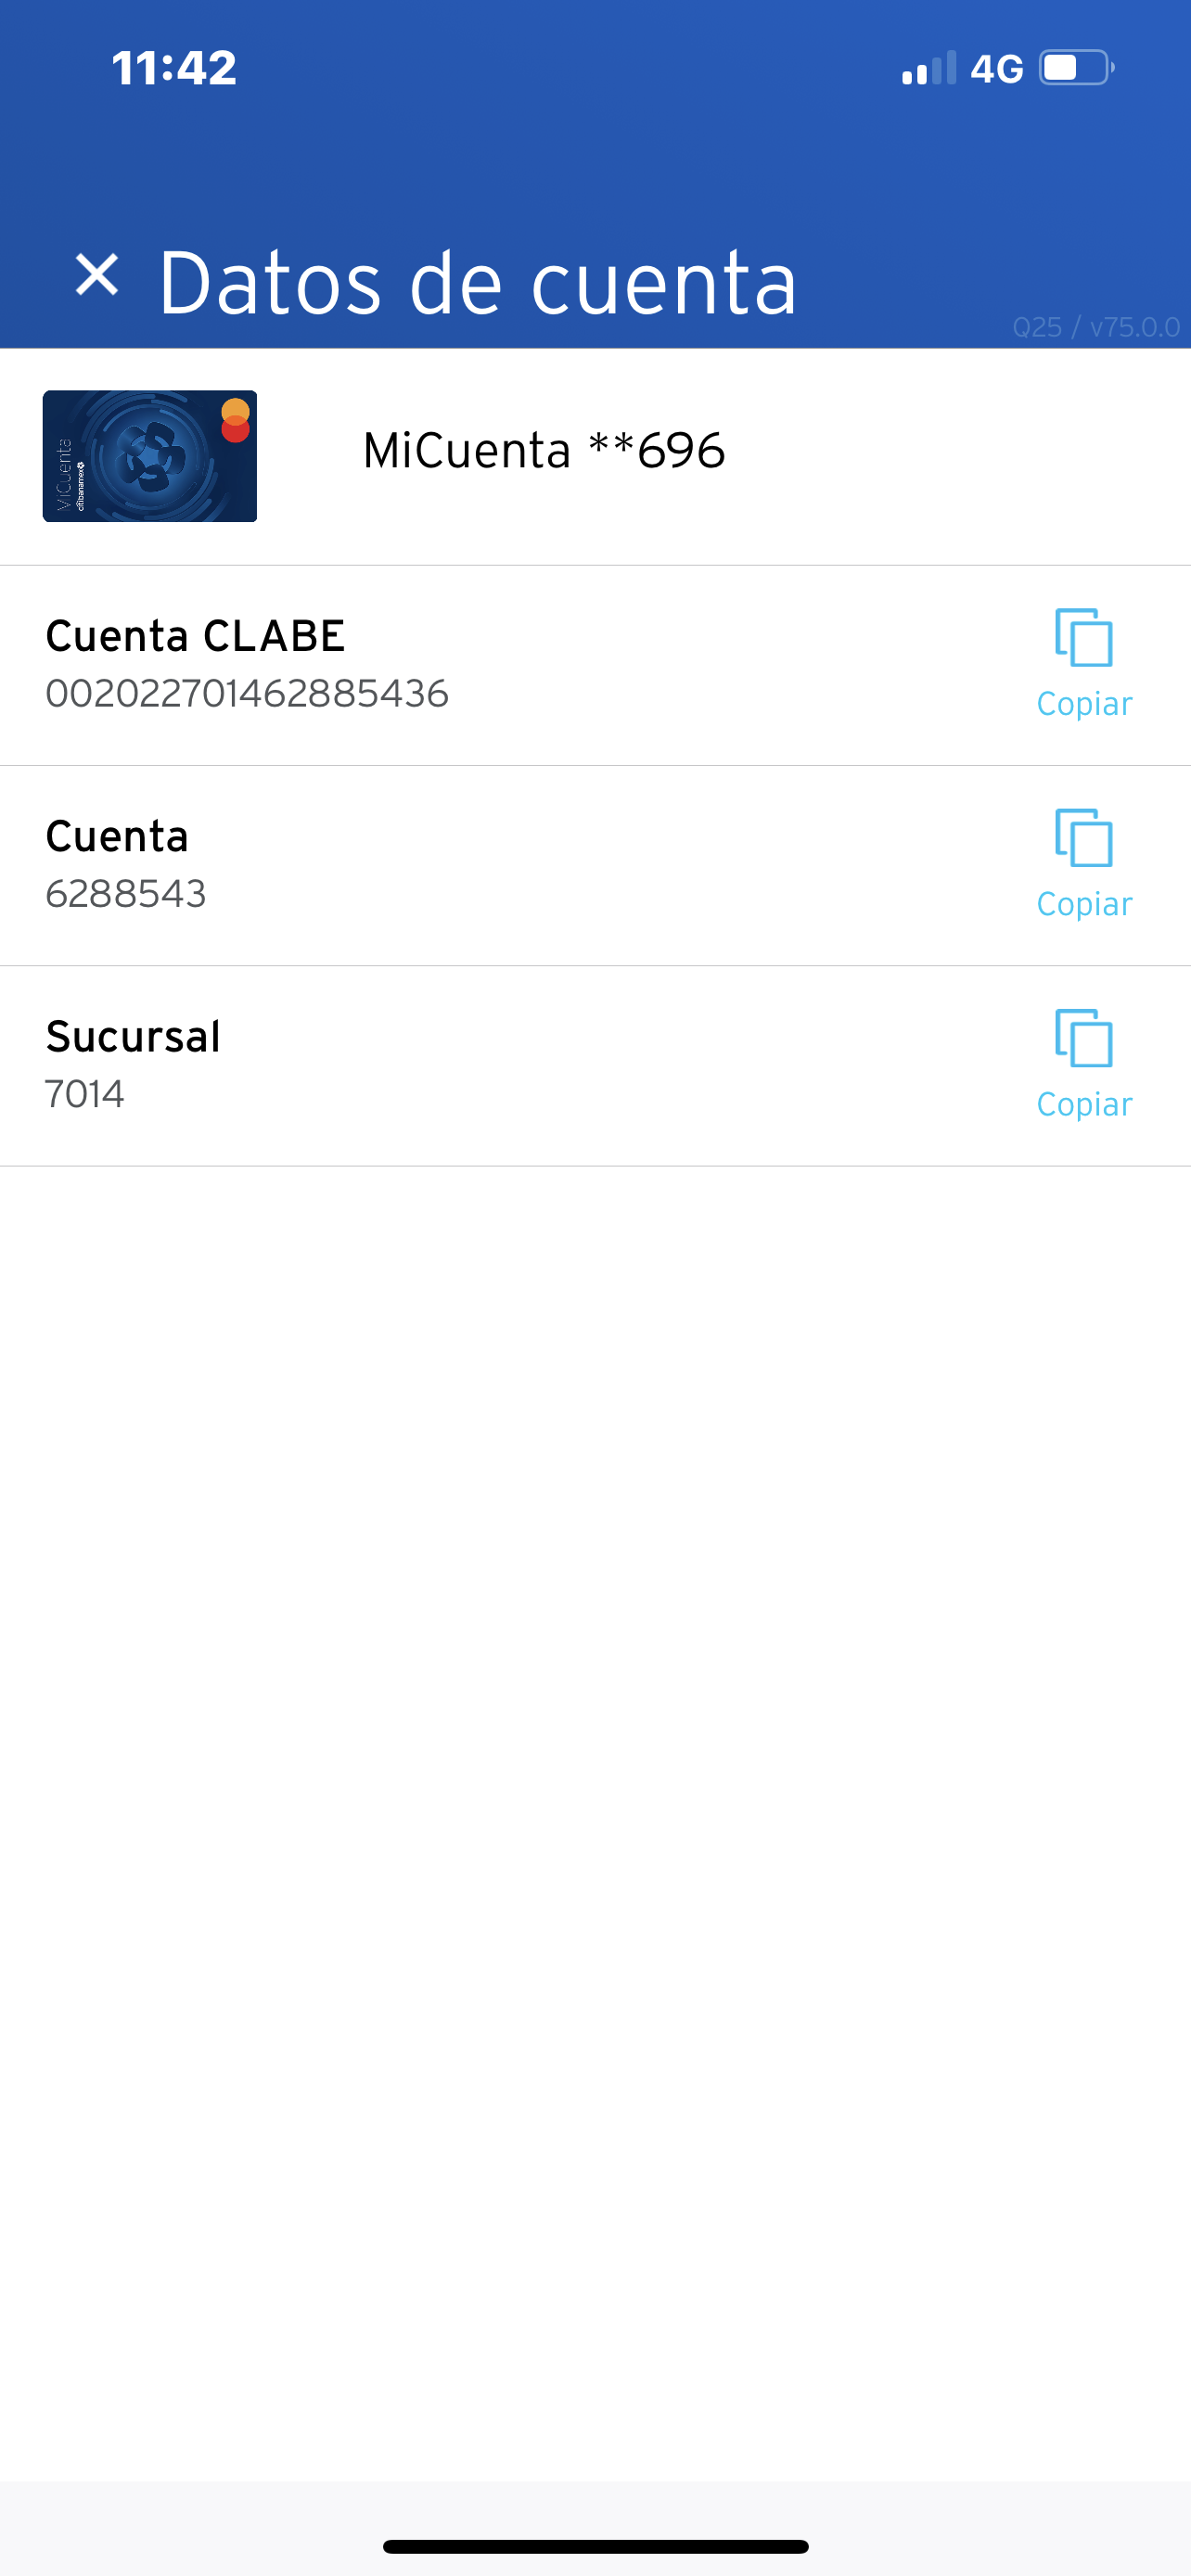 11:42
4G
Datos de cuenta
Q25 / v75.0.0
MiCuenta
citibanamex
MiCuenta **696
Cuenta CLABE
002022701462885436
Copiar
Cuenta
6288543
Copiar
Sucursal
7014
Copiar